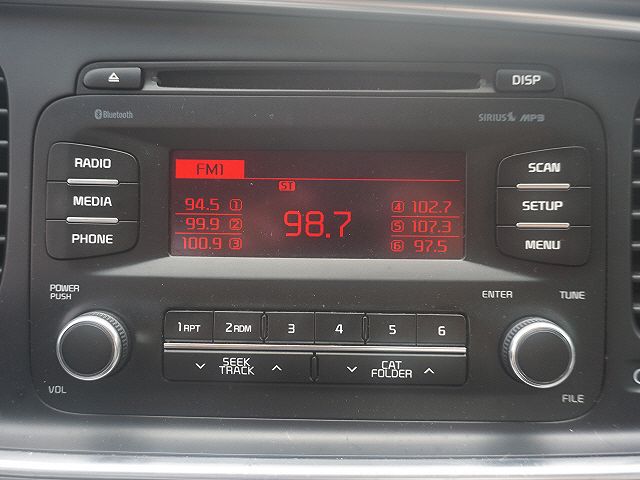 DISP
Bluetooth
SIRIUS MP3
RADIO
MEDIA
PHONE
FM1
ST
94.5 1
99.9 2
100.9 3
98.7
4 102.7
5 107.3
6 97.5
SCAN
SETUP
MENU
POWER
PUSH
VOL
1 RPT
2 RDM
3
4
5
6
SEEK
TRACK
CAT
FOLDER
ENTER
TUNE
FILE